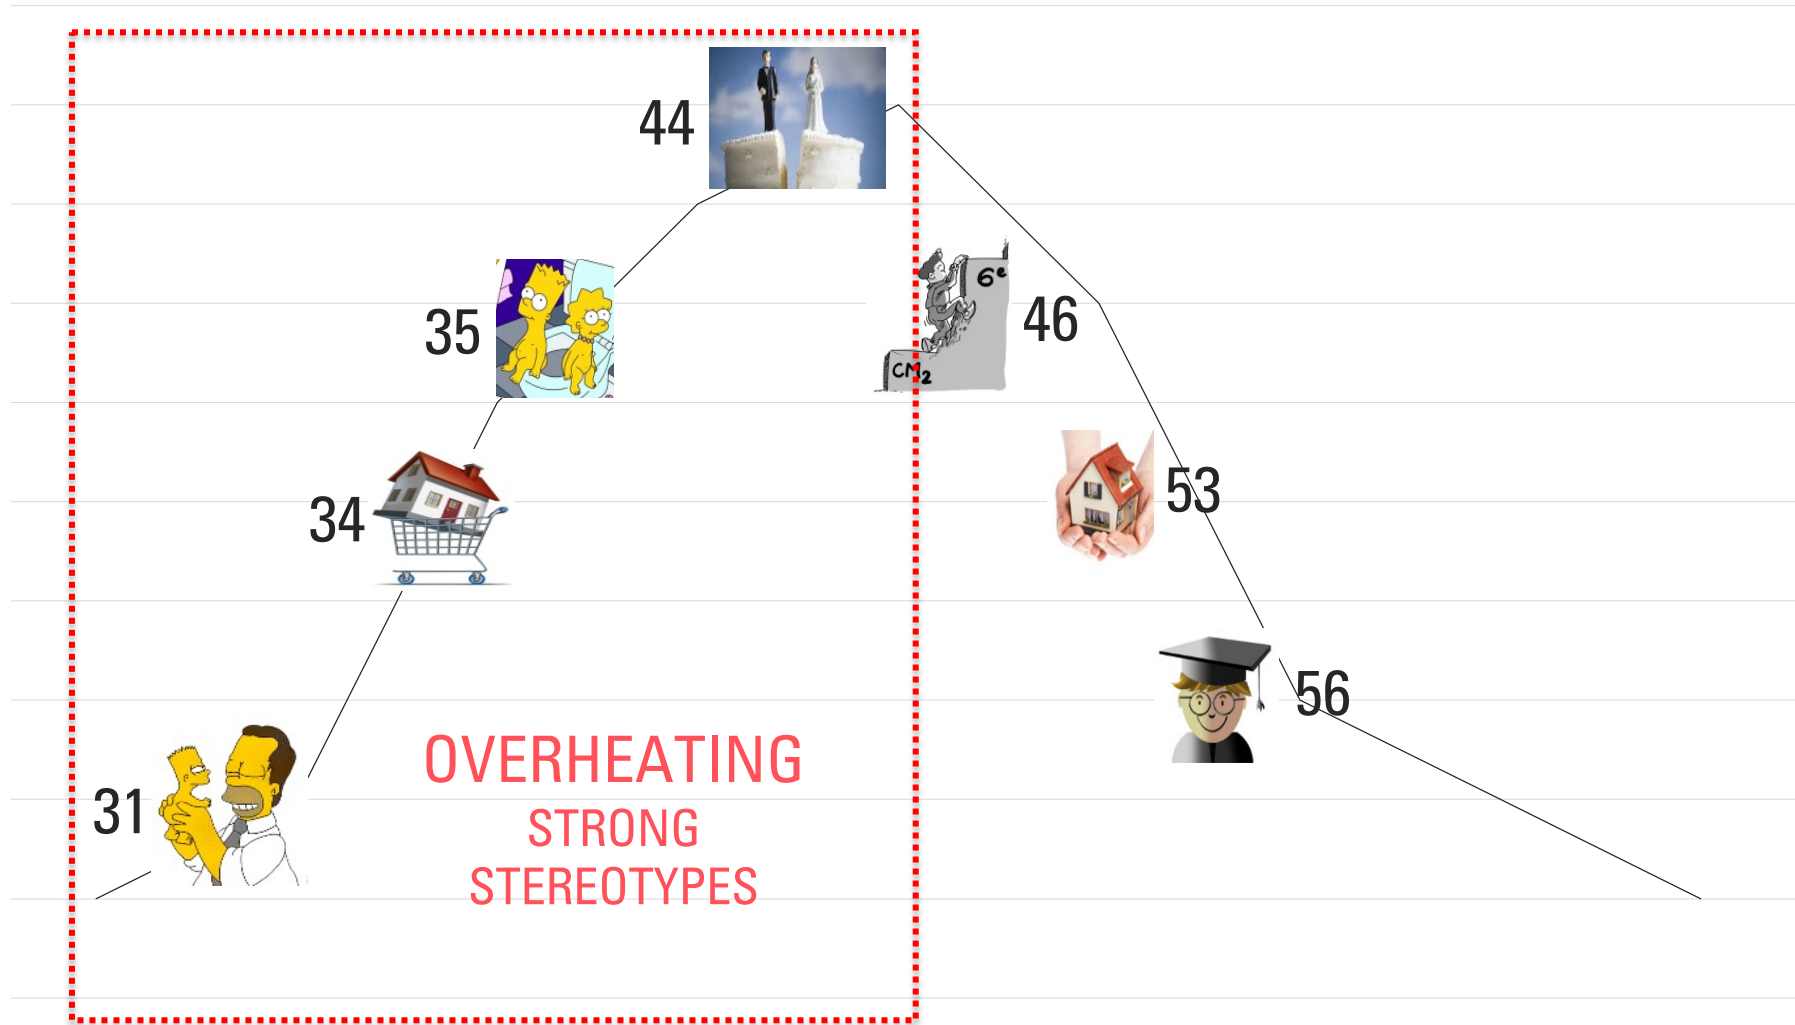 44
6e
35
46
CM2
53
34
56
OVERHEATING
31
STRONG
STEREOTYPES